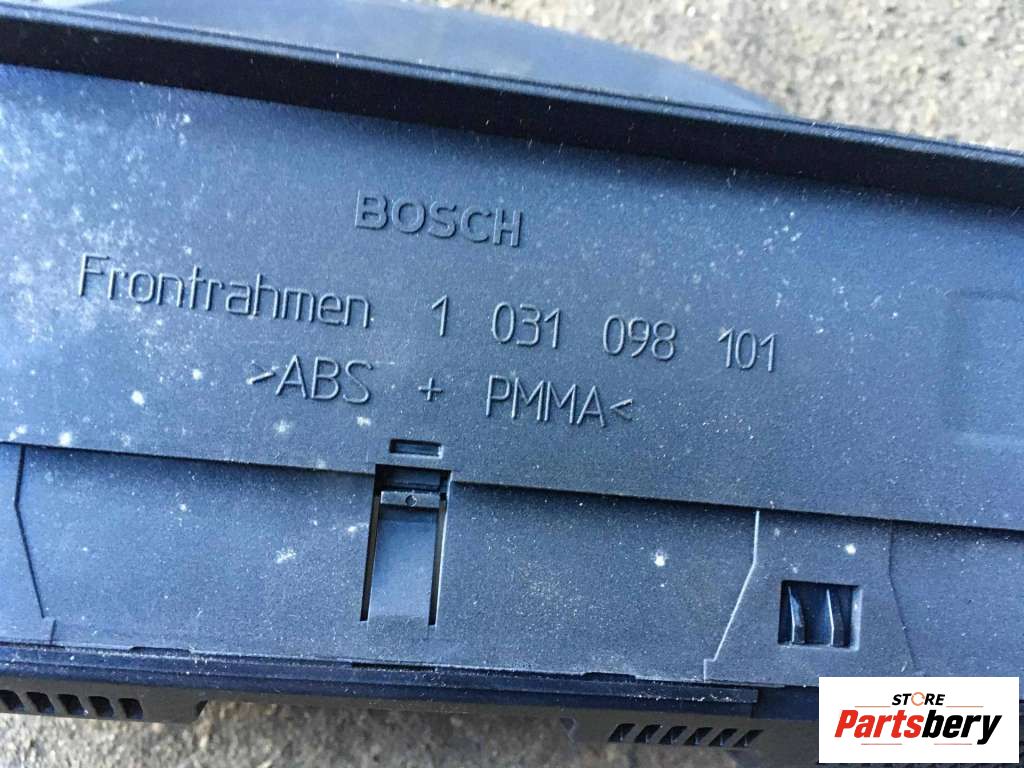 BOSCH
Frontrahmen 1 031 098 101
>ABS + PMMA<
STORE
Partsbery